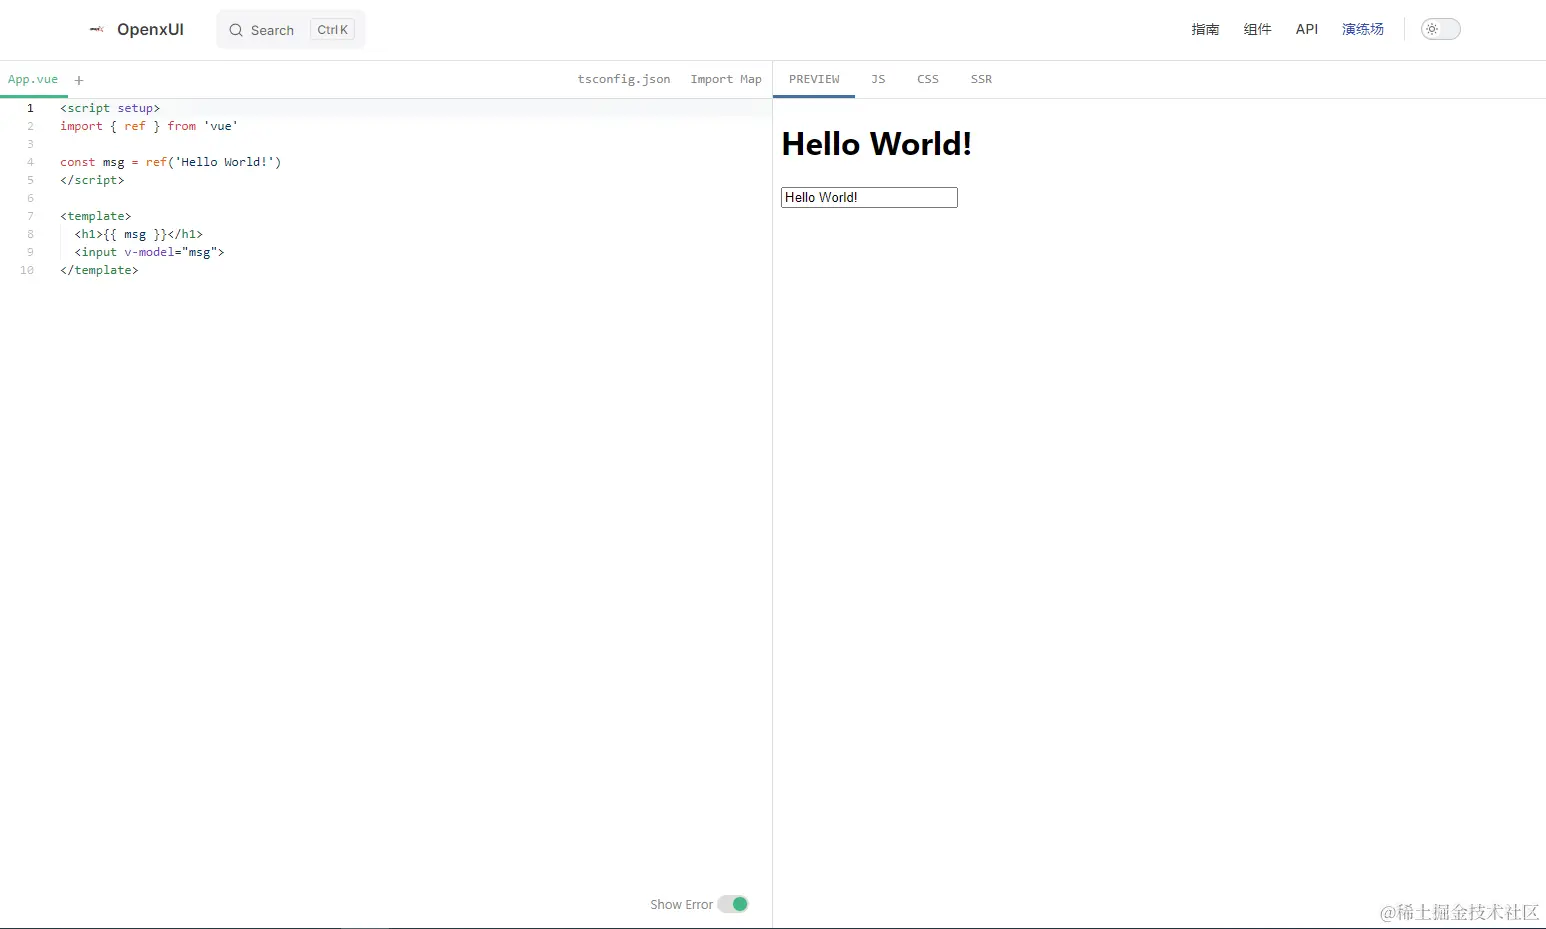 OpenxUI Search Ctrl K 指南 组件 API 演练场
App.vue + tsconfig.json Import Map PREVIEW JS CSS SSR
1 <script setup>
2 import { ref } from 'vue'
3
4 const msg = ref('Hello World!')
5 </script>
6
7 <template>
8 <h1>{{ msg }}</h1>
9 <input v-model="msg">
10 </template>
Hello World!
Hello World!
Show Error
@稀土掘金技术社区